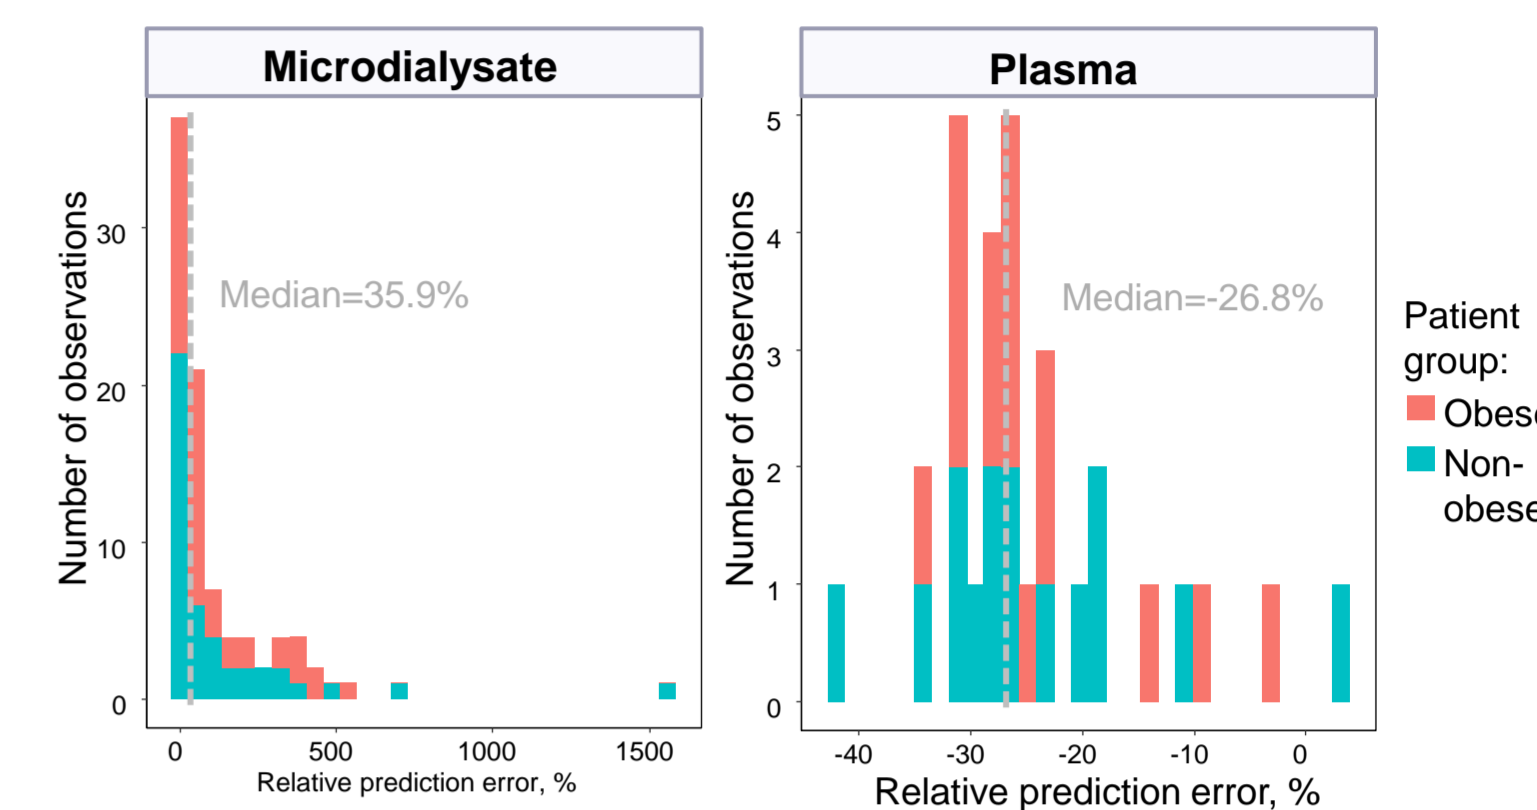 Microdialysate
Number of observations
30
20
10
0
Median=35.9%
0 500 1000 1500
Relative prediction error, %
Plasma
Number of observations
5
4
3
2
1
0
Median=-26.8%
-40 -30 -20 -10 0
Relative prediction error, %
Patient
group:
Obese
Non-
obese